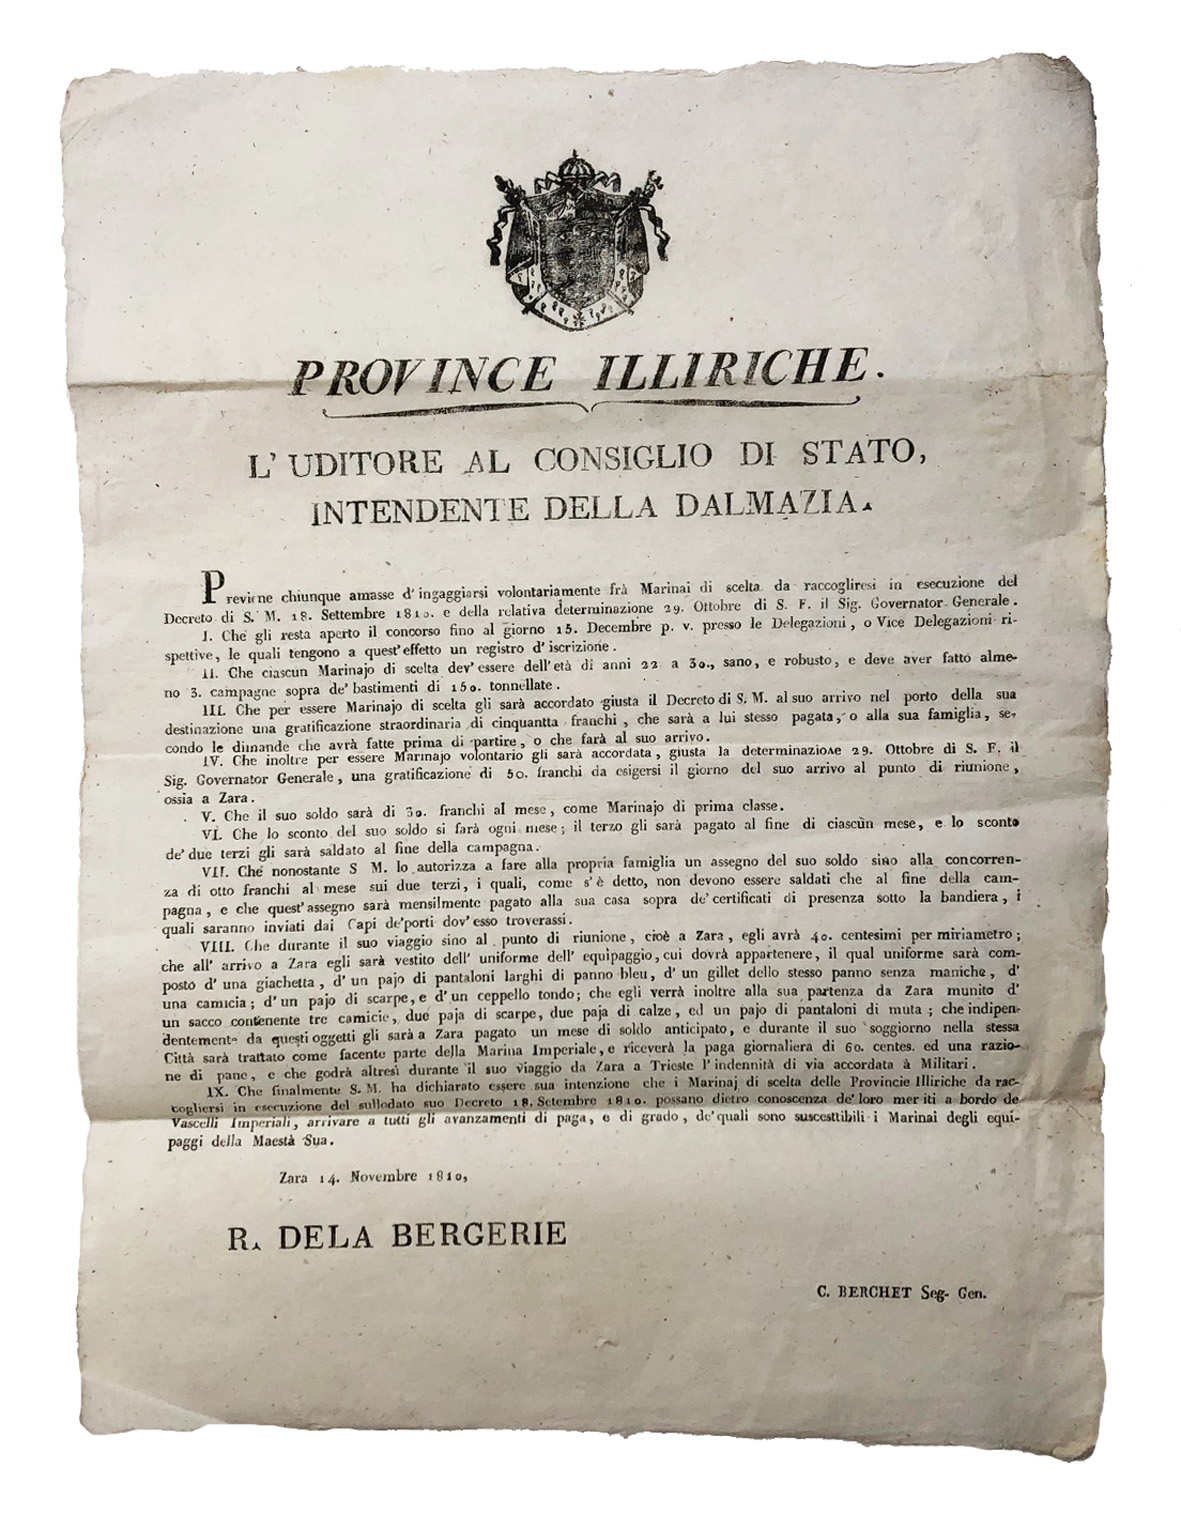 PROVINCE ILLIRICHE.
L' UDITORE AL CONSIGLIO DI STATO,
INTENDENTE DELLA DALMAZIA.
Previene chiunque amasse d'ingaggiarsi volontariamente frà Marinai di scelta da raccogliresi in esecuzione del
Decreto di S. M. 18. Settembre 1810. e della relativa determinazione 29. Ottobre di S. F. il Sig. Governator Generale.
I. Che gli resta aperto il concorso fino al giorno 15. Decembre p. v. presso le Delegazioni, o Vice Delegazioni ri-
spettive, le quali tengono a quest'effetto un registro d'iscrizione.
II. Che ciascun Marinajo di scelta dev'essere dell'età di anni 22 a 30., sano, e robusto, e deve aver fatto alme-
no 3. campagne sopra de'bastimenti di 150. tonnellate.
III. Che per essere Marinajo di scelta gli sarà accordato giusta il Decreto di S. M. al suo arrivo nel porto della sua
destinazione una gratificazione straordinaria di cinquantta franchi, che sarà a lui stesso pagata, o alla sua famiglia, se-
condo le dimande che avrà fatte prima di partire, o che farà al suo arrivo.
IV. Che inoltre per essere Marinajo volontario gli sarà accordata, giusta la determinazione 29. Ottobre di S. F. il
Sig. Governator Generale, una gratificazione di 50. franchi da esigersi il giorno del suo arrivo al punto di riunione,
ossia a Zara.
V. Che il suo soldo sarà di 30. franchi al mese, come Marinajo di prima classe.
VI. Che lo sconto del suo soldo si farà ogni mese; il terzo gli sarà pagato al fine di ciascùn mese, e lo sconto
de'due terzi gli sarà saldato al fine della campagna.
VII. Che nonostante S M. lo autorizza a fare alla propria famiglia un assegno del suo soldo sino alla concorren-
za di otto franchi al mese sui due terzi, i quali, come s'è detto, non devono essere saldati che al fine della cam-
pagna, e che quest'assegno sarà mensilmente pagato alla sua casa sopra de'certificati di presenza sotto la bandiera, i
quali saranno inviati dai Capi de'porti dov'esso troverassi.
VIII. Che durante il suo viaggio sino al punto di riunione, cioè a Zara, egli avrà 40. centesimi per miriametro;
che all' arrivo a Zara egli sarà vestito dell' uniforme dell' equipaggio, cui dovrà appartenere, il qual uniforme sarà com-
posto d' una giachetta, d' un pajo di pantaloni larghi di panno bleu, d' un gillet dello stesso panno senza maniche, d'
una camicia; d' un pajo di scarpe, e d' un ceppello tondo; che egli verrà inoltre alla sua partenza da Zara munito d'
un sacco contenente tre camicie, due paja di scarpe, due paja di calze, ed un pajo di pantaloni di muta; che indipen-
dentemente da questi oggetti gli sarà a Zara pagato un mese di soldo anticipato, e durante il suo soggiorno nella stessa
Città sarà trattato come facente parte della Marina Imperiale, e riceverà la paga giornaliera di 60. centes. ed una razio-
ne di pane, e che godrà altresì durante il suo viaggio da Zara a Trieste l'indennità di via accordata à Militari.
IX. Che finalmente S. M. ha dichiarato essere sua intenzione che i Marinaj di scelta delle Provincie Illiriche da rac-
cogliersi in esecuzione del sullodato suo Decreto 18. Setembre 1810. possano dietro conoscenza de'loro meriti a bordo de
Vascelli Imperiali, arrivare a tutti gli avanzamenti di paga, e di grado, de'quali sono suscesttibili i Marinai degli equi-
paggi della Maestà Sua.
Zara 14. Novembre 1810,
R. DELA BERGERIE
C. BERCHET Seg- Gen.